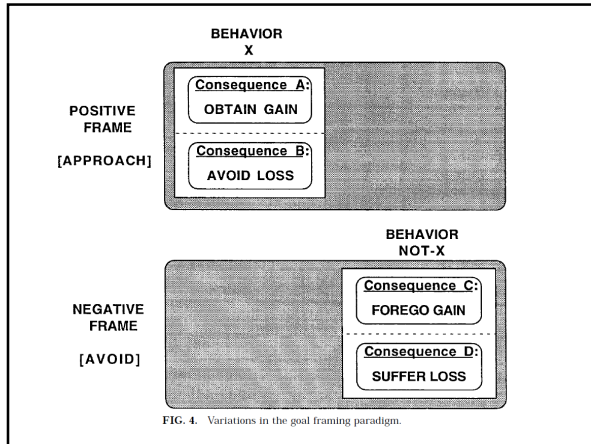 BEHAVIOR
X
POSITIVE
FRAME
[APPROACH]
Consequence A:
OBTAIN GAIN
Consequence B:
AVOID LOSS
BEHAVIOR
NOT-X
NEGATIVE
FRAME
[AVOID]
Consequence C:
FOREGO GAIN
Consequence D:
SUFFER LOSS
FIG. 4. Variations in the goal framing paradigm.